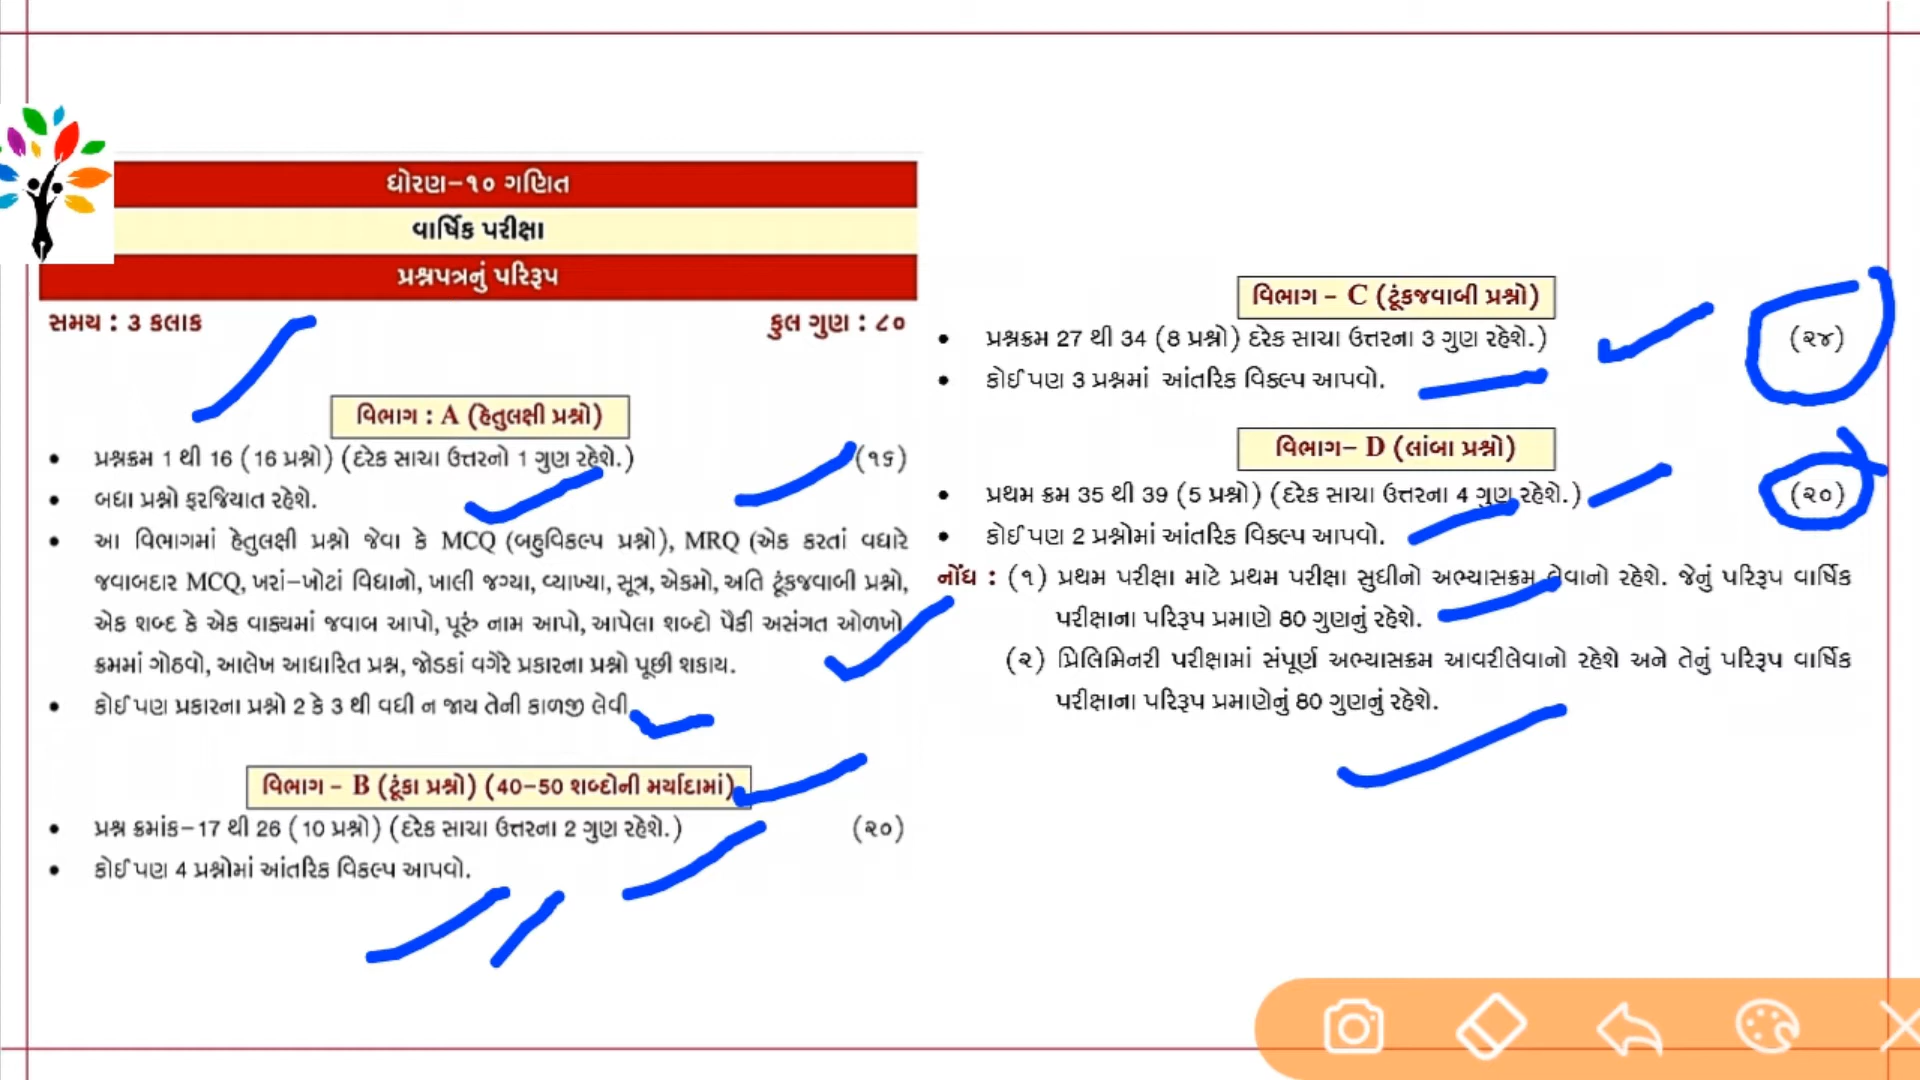 ધોરણ–૧૦ ગણિત
વાર્ષિક પરીક્ષા
પ્રશ્નપત્રનું પરિરૂપ
સમય : 3 કલાક
કુલ ગુણ : ૮૦
વિભાગ : A (હેતુલક્ષી પ્રશ્નો)
• પ્રશ્નક્રમ 1 થી 16 (16 પ્રશ્નો) (દરેક સાચા ઉત્તરનો 1 ગુણ રહેશે.) (૧૬)
• બધા પ્રશ્નો ફરજિયાત રહેશે.
• આ વિભાગમાં હેતુલક્ષી પ્રશ્નો જેવા કે MCQ (બહુવિકલ્પ પ્રશ્નો), MRQ (એક કરતાં વધારે
જવાબદાર MCQ, ખરાં–ખોટાં વિધાનો, ખાલી જગ્યા, વ્યાખ્યા, સૂત્ર, એકમો, અતિ ટૂંકજવાબી પ્રશ્નો,
એક શબ્દ કે એક વાક્યમાં જવાબ આપો, પૂરું નામ આપો, આપેલા શબ્દો પૈકી અસંગત ઓળખો,
ક્રમમાં ગોઠવો, આલેખ આધારિત પ્રશ્ન, જોડકાં વગેરે પ્રકારના પ્રશ્નો પૂછી શકાય.
• કોઈ પણ પ્રકારના પ્રશ્નો 2 કે 3 થી વધી ન જાય તેની કાળજી લેવી
વિભાગ – B (ટૂંકા પ્રશ્નો) (40–50 શબ્દોની મર્યાદામાં)
• પ્રશ્ન ક્રમાંક–17 થી 26 (10 પ્રશ્નો) (દરેક સાચા ઉત્તરના 2 ગુણ રહેશે.) (૨૦)
• કોઈ પણ 4 પ્રશ્નોમાં આંતરિક વિકલ્પ આપવો.
વિભાગ – C (ટૂંકજવાબી પ્રશ્નો)
• પ્રશ્નક્રમ 27 થી 34 (8 પ્રશ્નો) દરેક સાચા ઉત્તરના 3 ગુણ રહેશે.) (૨૪)
• કોઈ પણ 3 પ્રશ્નમાં આંતરિક વિકલ્પ આપવો.
વિભાગ– D (લાંબા પ્રશ્નો)
• પ્રથમ ક્રમ 35 થી 39 (5 પ્રશ્નો) (દરેક સાચા ઉત્તરના 4 ગુણ રહેશે.) (૨૦)
• કોઈ પણ 2 પ્રશ્નોમાં આંતરિક વિકલ્પ આપવો.
નોંધ : (૧) પ્રથમ પરીક્ષા માટે પ્રથમ પરીક્ષા સુધીનો અભ્યાસક્રમ લેવાનો રહેશે. જેનું પરિરૂપ વાર્ષિક
પરીક્ષાના પરિરૂપ પ્રમાણે 80 ગુણનું રહેશે.
(૨) પ્રિલિમિનરી પરીક્ષામાં સંપૂર્ણ અભ્યાસક્રમ આવરીલેવાનો રહેશે અને તેનું પરિરૂપ વાર્ષિક
પરીક્ષાના પરિરૂપ પ્રમાણેનું 80 ગુણનું રહેશે.